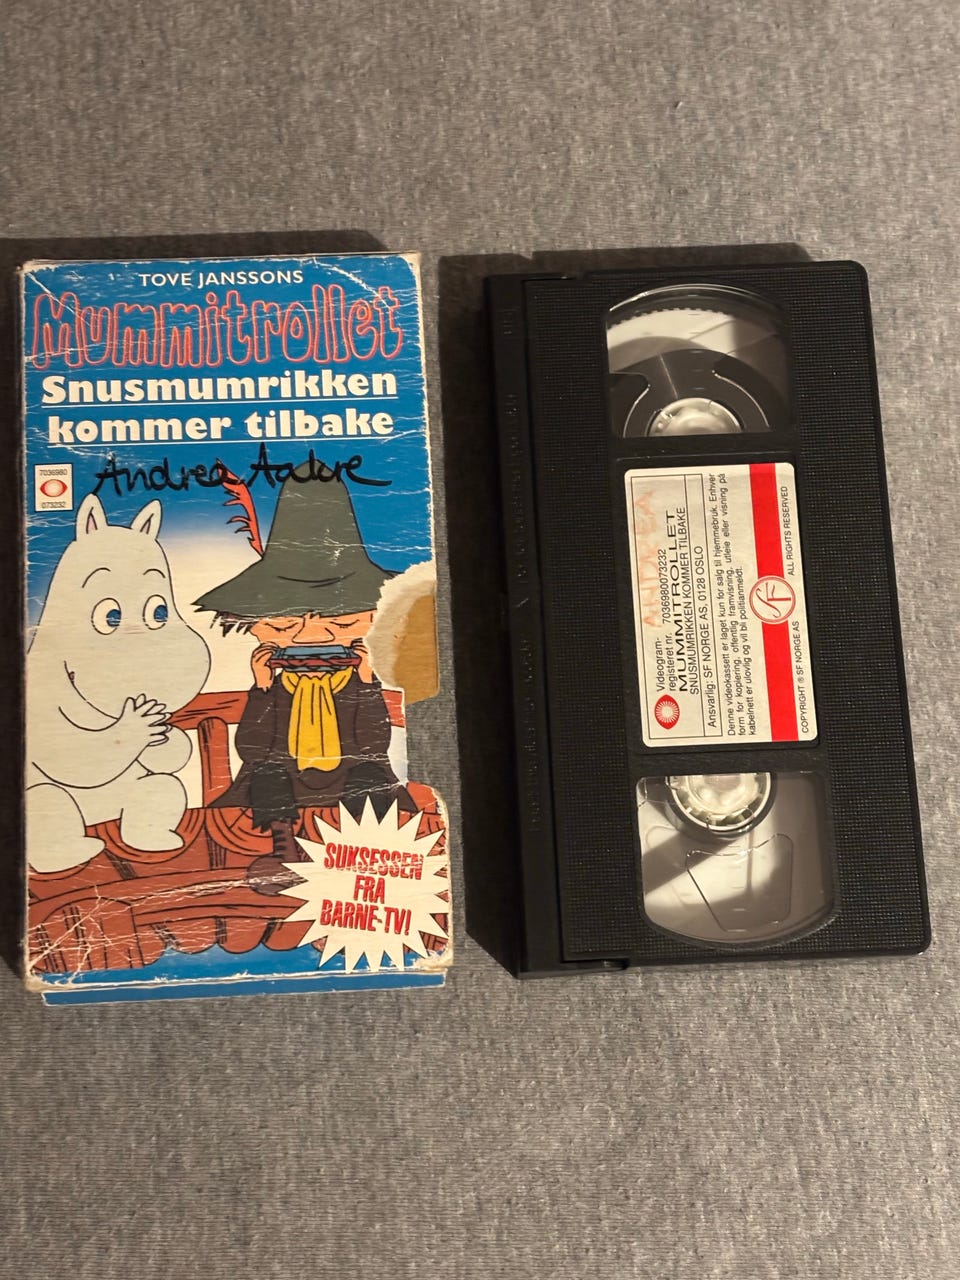 TOVE JANSSONS
Mummitrollet
Snusmumrikken
kommer tilbake
Andrea
7036980
073232
SUKSESSEN
FRA
BARNE-TV!
ANDREA
Videogram-
registeret nr. 7036980073232
MUMMITROLLET
SNUSMUMRIKKEN KOMMER TILBAKE
Ansvarlig: SF NORGE AS, 0128 OSLO
Denne videokassett er laget kun for salg til hjemmebruk. Enhver
form for kopiering, offentlig framvisning, utleie eller visning på
kabelnett er ulovlig og vil bli politianmeldt.
SF
COPYRIGHT ® SF NORGE AS ALL RIGHTS RESERVED